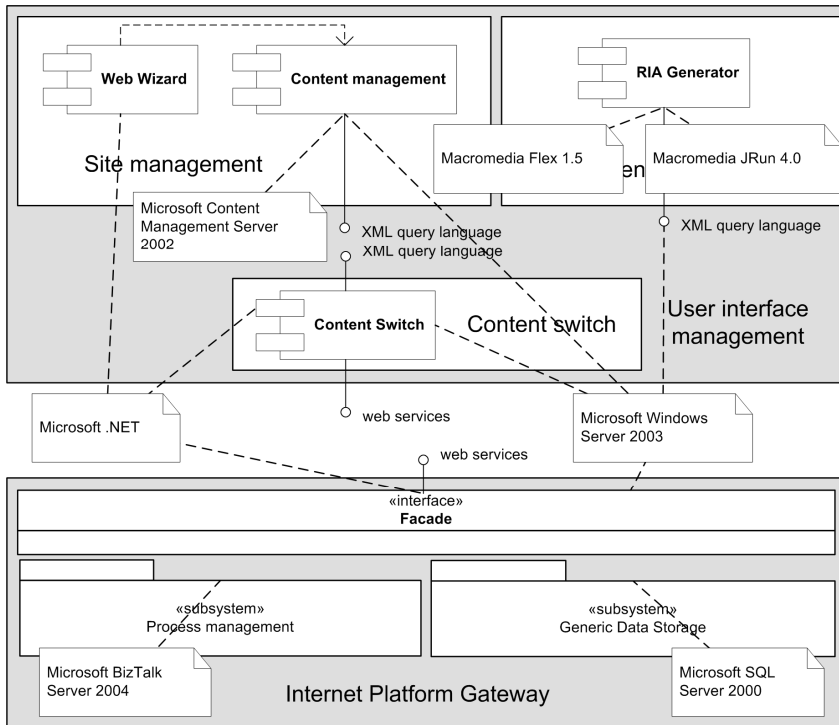 Web Wizard
Content management
RIA Generator
Site management
Macromedia Flex 1.5
en
Macromedia JRun 4.0
Microsoft Content
Management Server
2002
XML query language
XML query language
XML query language
Content Switch
Content switch
User interface
management
Microsoft .NET
web services
Microsoft Windows
Server 2003
web services
«interface»
Facade
«subsystem»
Process management
«subsystem»
Generic Data Storage
Microsoft BizTalk
Server 2004
Internet Platform Gateway
Microsoft SQL
Server 2000